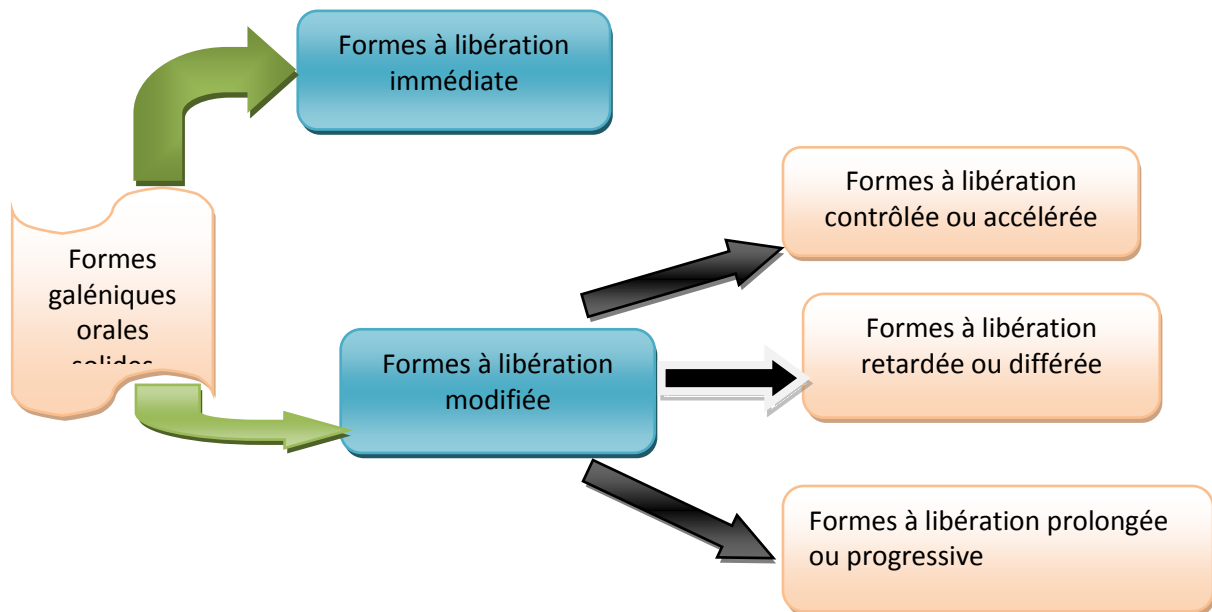 Formes à libération
immédiate
Formes
galéniques
orales
solides
Formes à libération
modifiée
Formes à libération
contrôlée ou accélérée
Formes à libération
retardée ou différée
Formes à libération prolongée
ou progressive